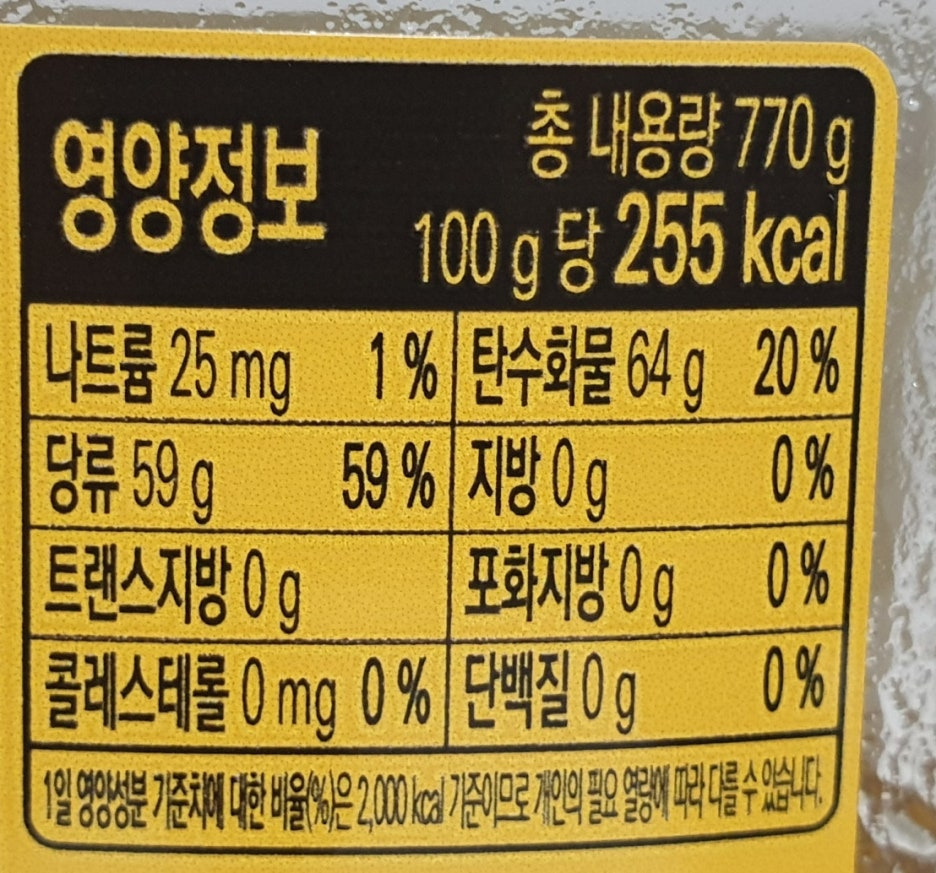 영양정보
총 내용량 770 g
100 g 당 255 kcal
나트륨 25 mg 1 % 탄수화물 64 g 20 %
당류 59 g 59 % 지방 0 g 0 %
트랜스지방 0 g 포화지방 0 g 0 %
콜레스테롤 0 mg 0 % 단백질 0 g 0 %
1일 영양성분 기준치에 대한 비율(%)은 2,000 kcal 기준이므로 개인의 필요 열량에 따라 다를 수 있습니다.